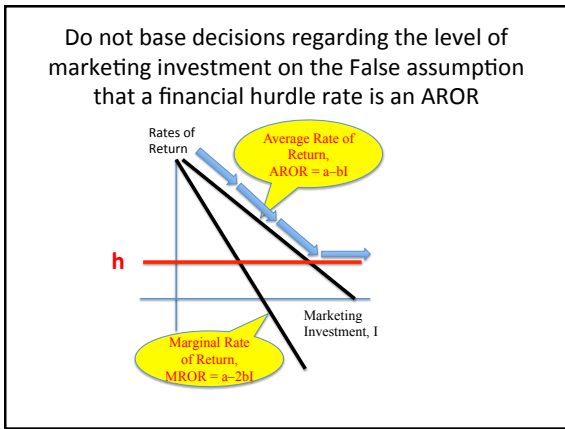 Do not base decisions regarding the level of
marketing investment on the False assumption
that a financial hurdle rate is an AROR
Rates of
Return
Average Rate of
Return,
AROR = a–bI
h
Marketing
Investment, I
Marginal Rate
of Return,
MROR = a–2bI